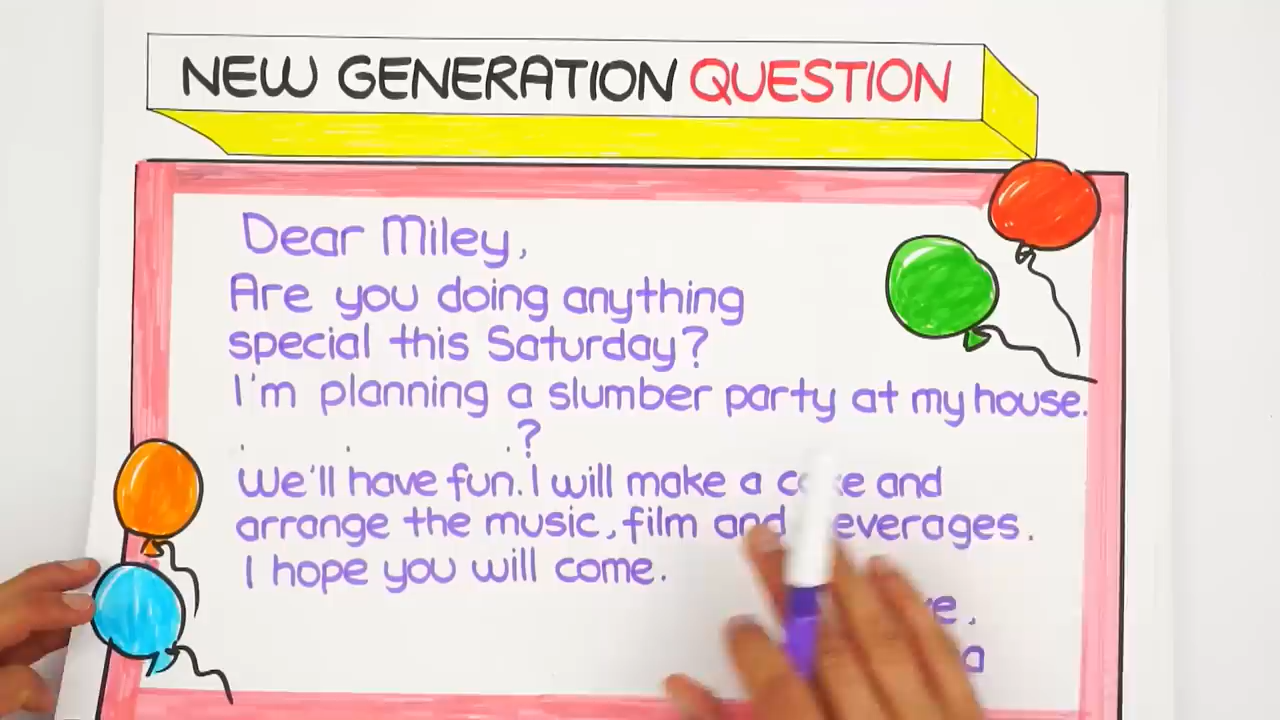 NEW GENERATION QUESTION
Dear Miley,
Are you doing anything
special this Saturday?
I'm planning a slumber party at my house.
. . .?
We'll have fun. I will make a and
arrange the music, film and
I hope you will come.